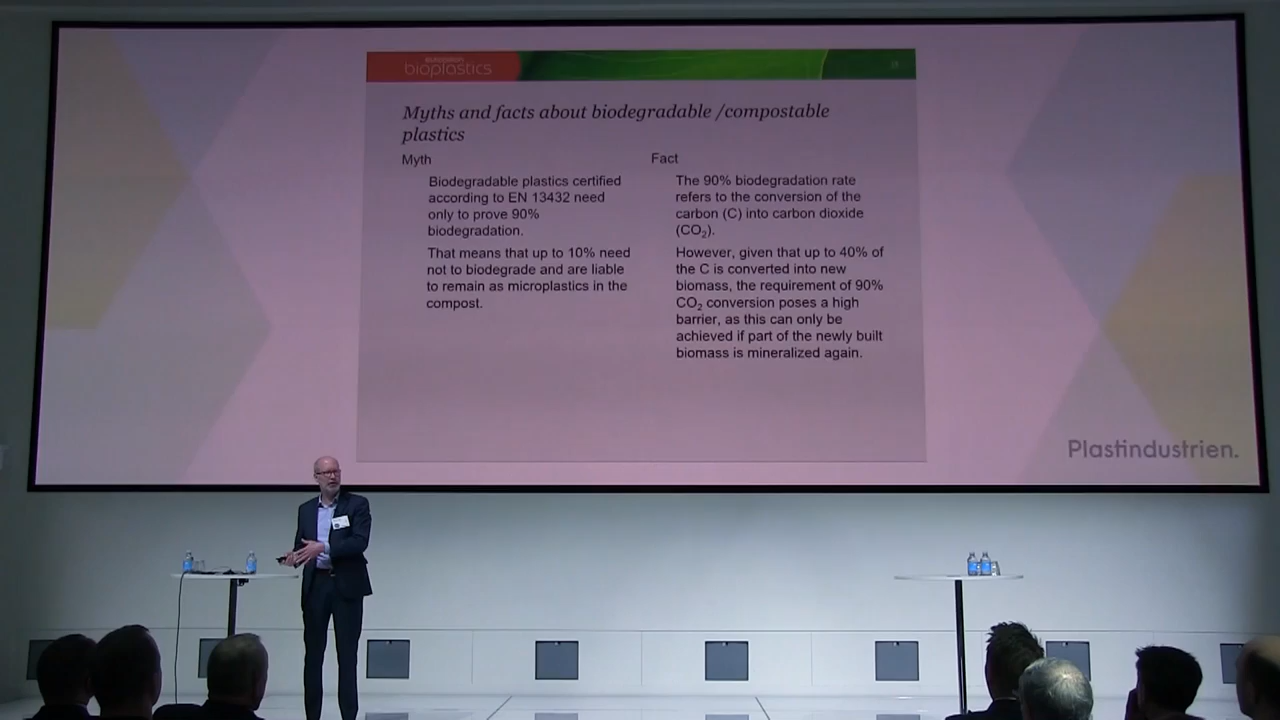 european
bioplastics
Myths and facts about biodegradable /compostable
plastics
Myth
Biodegradable plastics certified
according to EN 13432 need
only to prove 90%
biodegradation.
That means that up to 10% need
not to biodegrade and are liable
to remain as microplastics in the
compost.
Fact
The 90% biodegradation rate
refers to the conversion of the
carbon (C) into carbon dioxide
(CO₂).
However, given that up to 40% of
the C is converted into new
biomass, the requirement of 90%
CO₂ conversion poses a high
barrier, as this can only be
achieved if part of the newly built
biomass is mineralized again.
Plastindustrien.